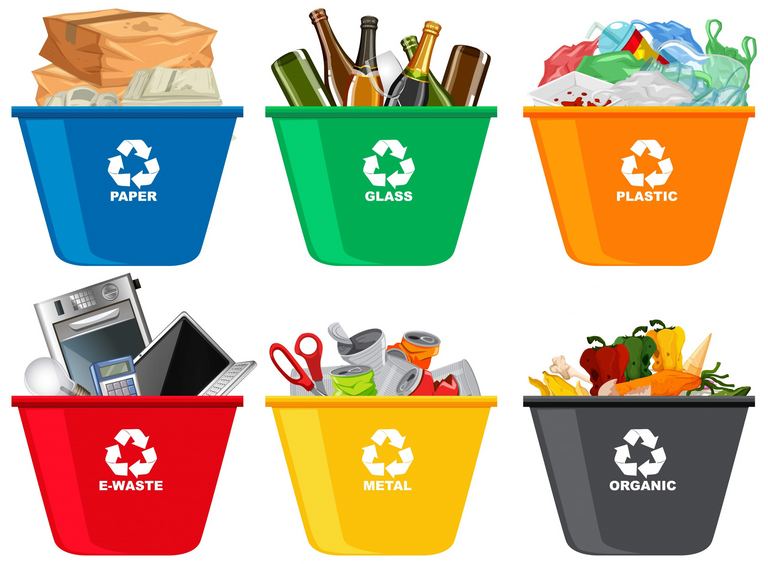 PAPER
GLASS
PLASTIC
E-WASTE
METAL
ORGANIC